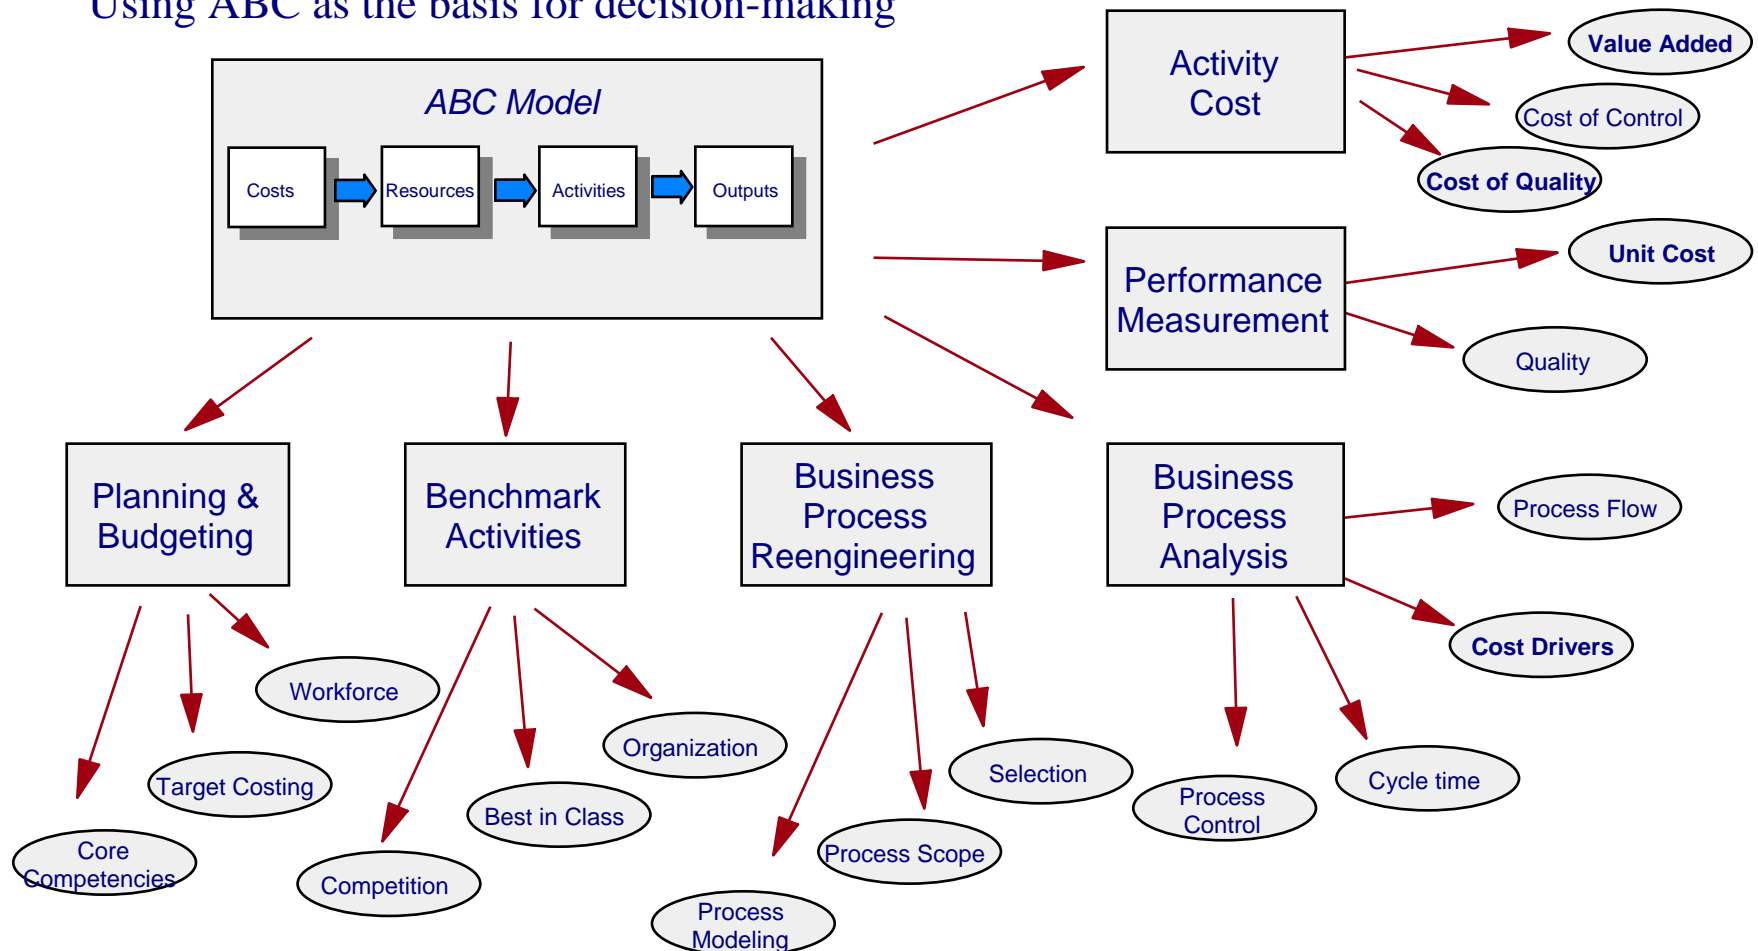 Using ABC as the basis for decision-making
ABC Model
Costs
Resources
Activities
Outputs
Activity
Cost
Value Added
Cost of Control
Cost of Quality
Performance
Measurement
Unit Cost
Quality
Planning &
Budgeting
Benchmark
Activities
Business
Process
Reengineering
Business
Process
Analysis
Process Flow
Cost Drivers
Workforce
Target Costing
Core
Competencies
Organization
Best in Class
Competition
Selection
Process Scope
Process
Modeling
Process
Control
Cycle time